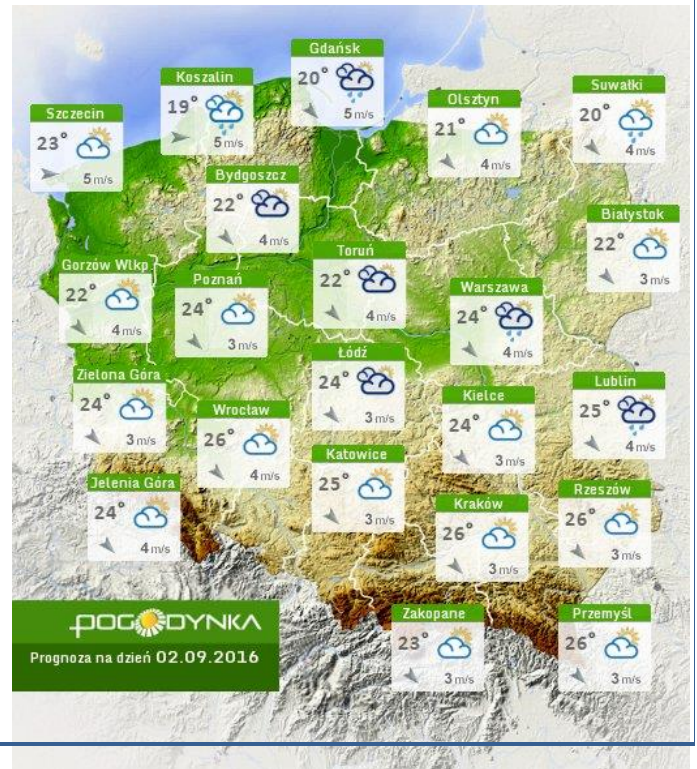 Gdańsk
20°
5 m/s
Koszalin
19°
5 m/s
Suwałki
20°
4 m/s
Olsztyn
21°
4 m/s
Szczecin
23°
5 m/s
Bydgoszcz
22°
4 m/s
Białystok
22°
3 m/s
Toruń
22°
4 m/s
Gorzów Wlkp.
22°
4 m/s
Poznań
24°
3 m/s
Warszawa
24°
4 m/s
Łódź
24°
3 m/s
Zielona Góra
24°
3 m/s
Lublin
25°
4 m/s
Kielce
24°
3 m/s
Wrocław
26°
4 m/s
Katowice
25°
3 m/s
Jelenia Góra
24°
4 m/s
Rzeszów
26°
3 m/s
Kraków
26°
3 m/s
Zakopane
23°
3 m/s
Przemyśl
26°
3 m/s
POGODYNKA
Prognoza na dzień 02.09.2016